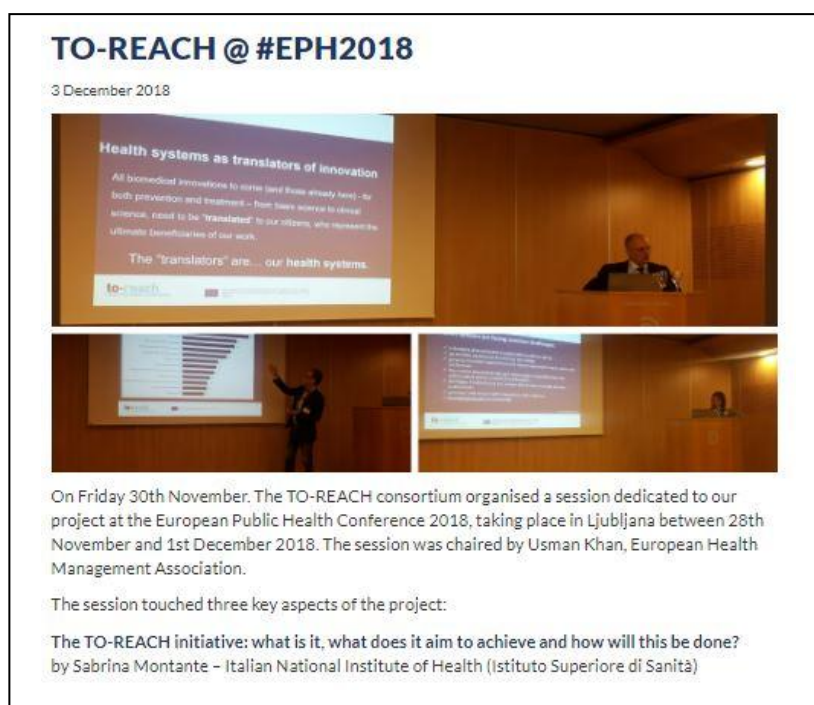 TO-REACH @ #EPH2018
3 December 2018
Health systems as translators of innovation
All biomedical innovations to come (and those already here) - for
both prevention and treatment – from basic science to clinical
science, need to be "translated" to our citizens, who represent the
ultimate beneficiaries of our work.
The "translators" are... our health systems.
to-reach
to-reach
to-reach
On Friday 30th November. The TO-REACH consortium organised a session dedicated to our
project at the European Public Health Conference 2018, taking place in Ljubljana between 28th
November and 1st December 2018. The session was chaired by Usman Khan, European Health
Management Association.
The session touched three key aspects of the project:
The TO-REACH initiative: what is it, what does it aim to achieve and how will this be done?
by Sabrina Montante – Italian National Institute of Health (Istituto Superiore di Sanità)